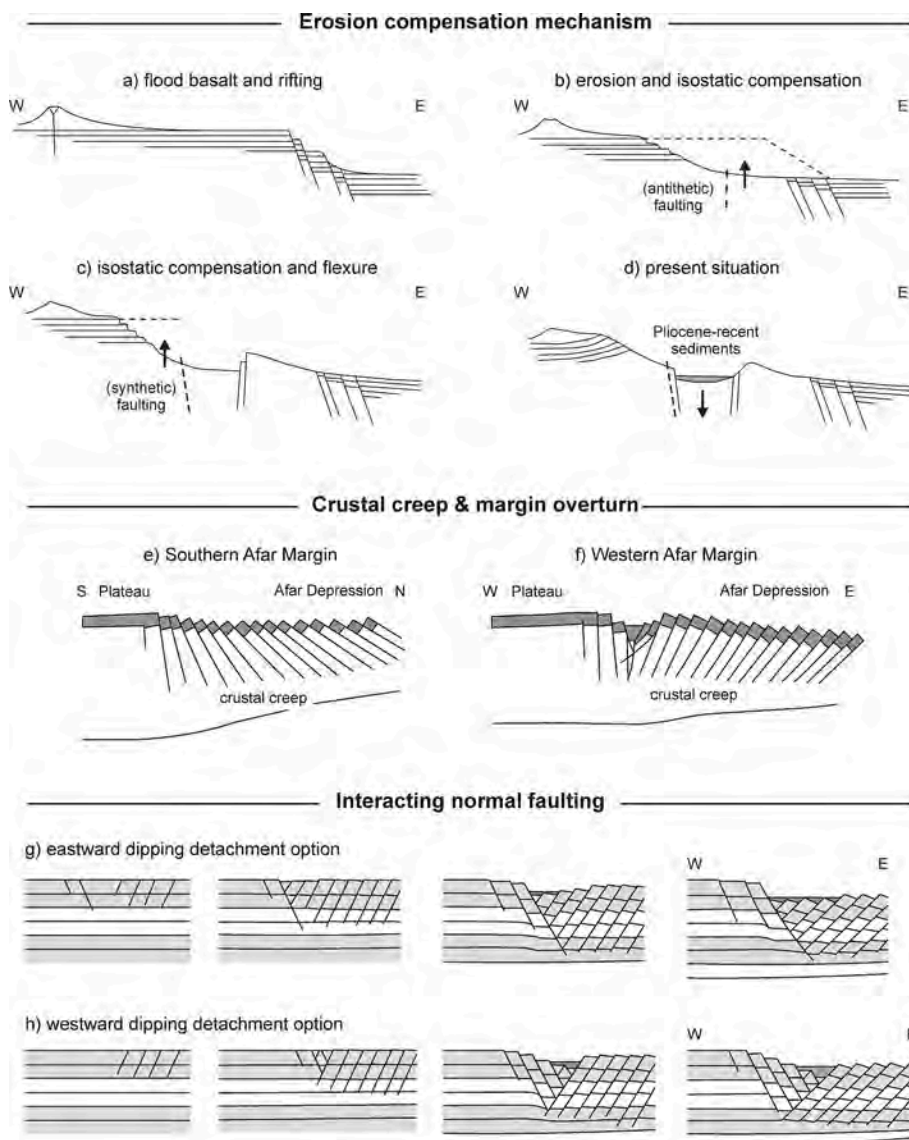 Erosion compensation mechanism
a) flood basalt and rifting
b) erosion and isostatic compensation
W
E
W
E
(antithetic)
faulting
c) isostatic compensation and flexure
d) present situation
W
E
W
E
(synthetic)
faulting
Pliocene-recent
sediments
Crustal creep & margin overturn
e) Southern Afar Margin
f) Western Afar Margin
S Plateau Afar Depression N
W Plateau Afar Depression E
crustal creep
crustal creep
Interacting normal faulting
g) eastward dipping detachment option
W E
h) westward dipping detachment option
W